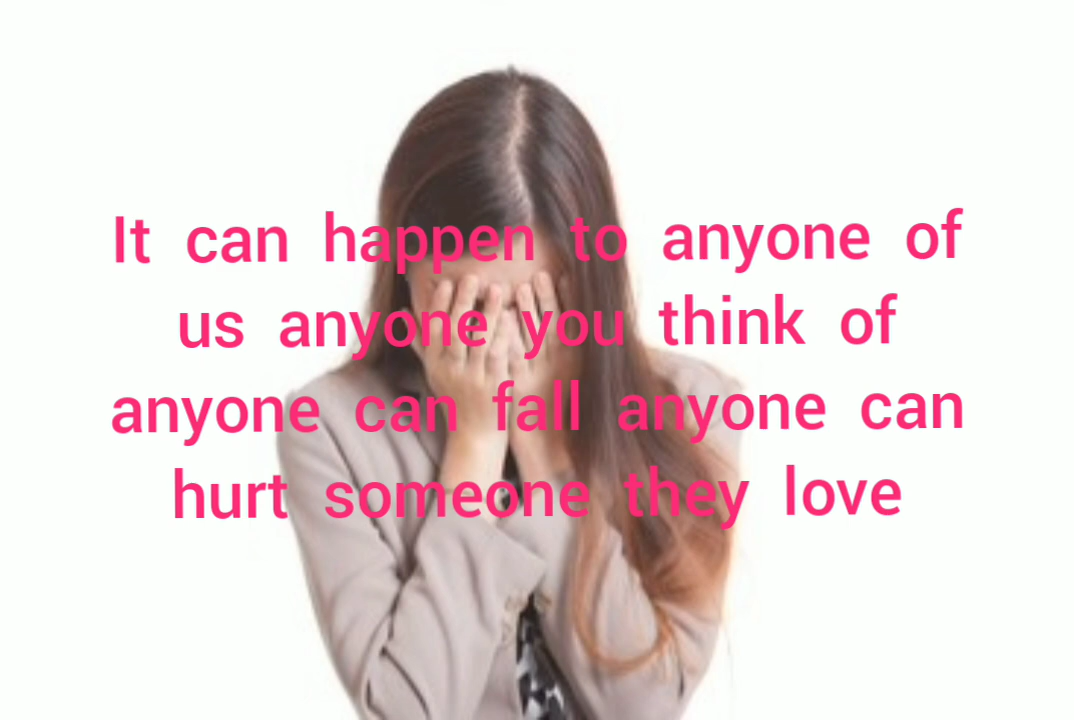 It can happen to anyone of
us anyone you think of
anyone can fall anyone can
hurt someone they love